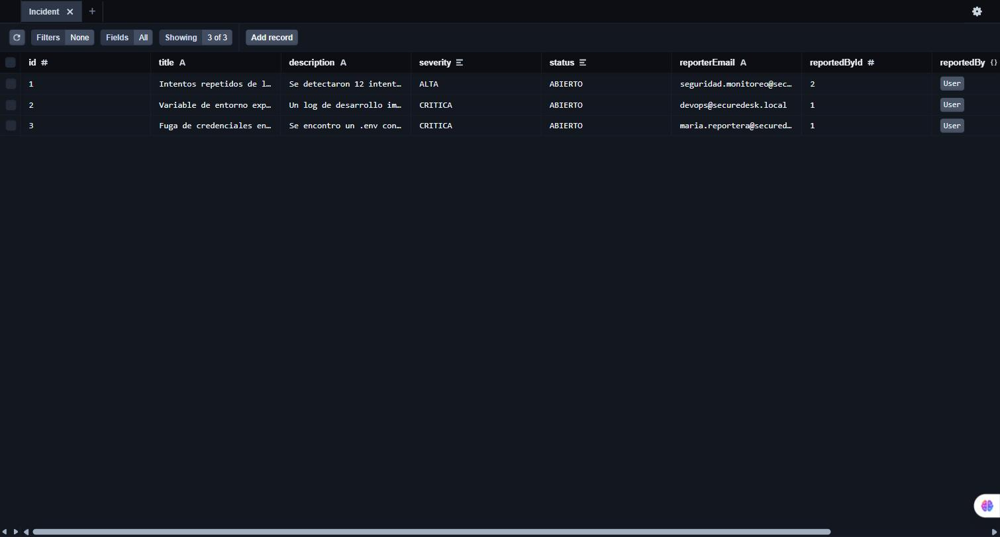 Incident
Filters None Fields All Showing 3 of 3 Add record
id # title A description A severity status reporterEmail A reportedById # reportedBy {}
1 Intentos repetidos de l… Se detectaron 12 intent… ALTA ABIERTO seguridad.monitoreo@sec… 2 User
2 Variable de entorno exp… Un log de desarrollo im… CRITICA ABIERTO devops@securedesk.local 1 User
3 Fuga de credenciales en… Se encontro un .env con… CRITICA ABIERTO maria.reportera@secured… 1 User